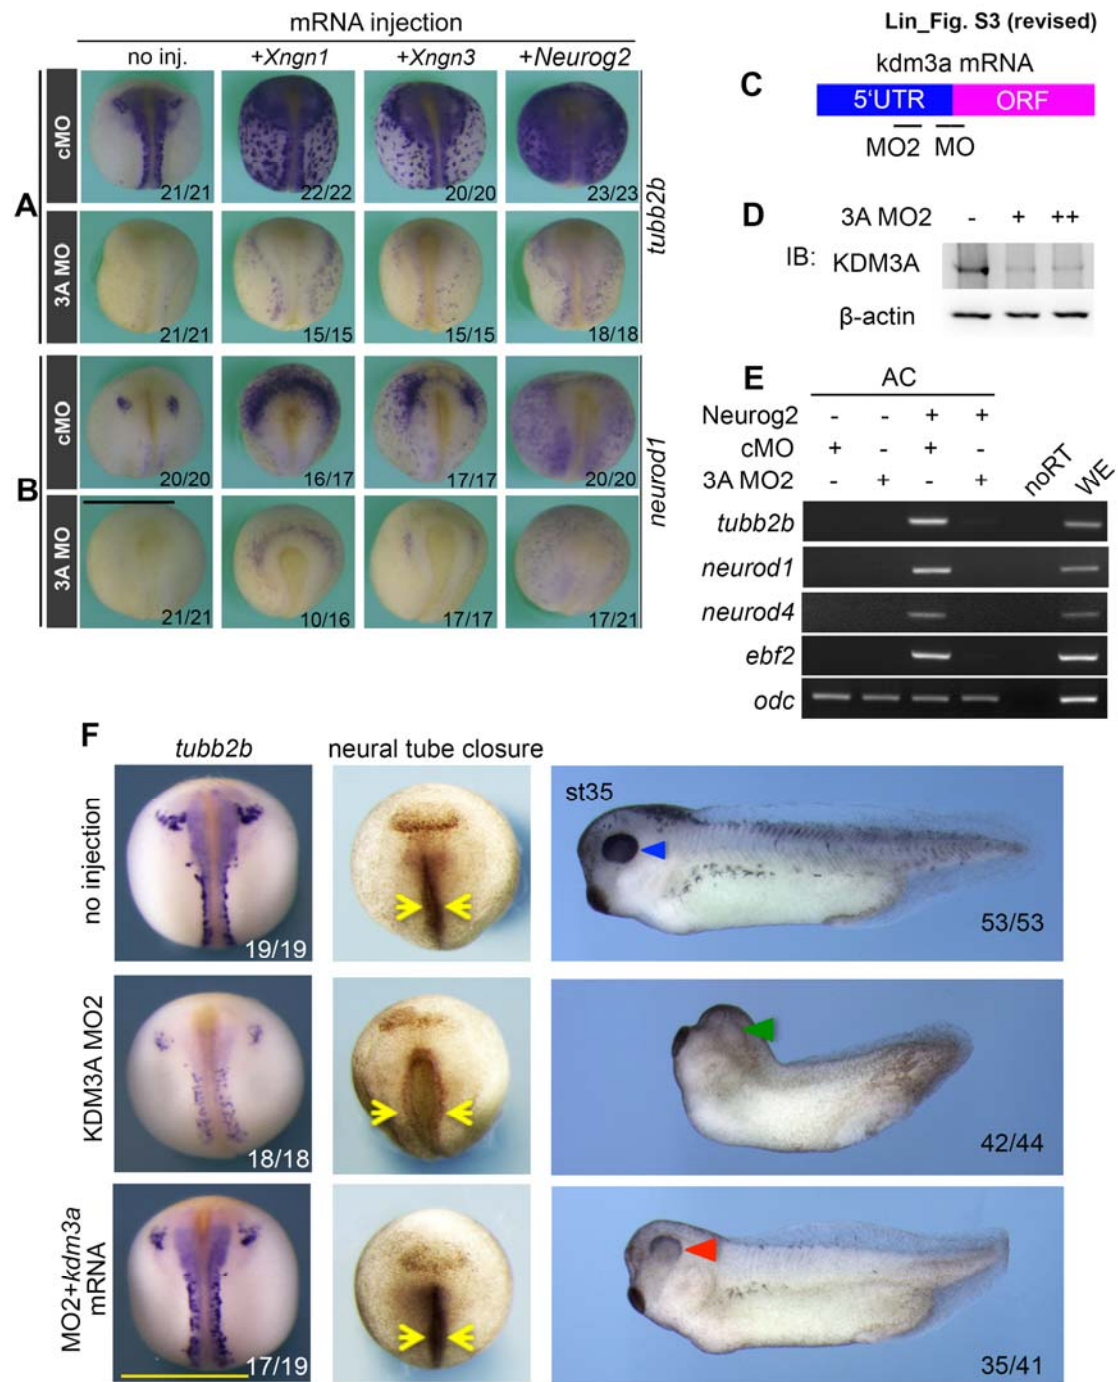 Lin_Fig. S3 (revised)
mRNA injection
no inj. +Xngn1 +Xngn3 +Neurog2
A
cMO
21/21 22/22 20/20 23/23
3A MO
21/21 15/15 15/15 18/18
tubb2b
B
cMO
20/20 16/17 17/17 20/20
3A MO
21/21 10/16 17/17 17/21
neurod1
C
kdm3a mRNA
5'UTR ORF
MO2 MO
D
3A MO2 - + ++
IB: KDM3A
β-actin
E
AC
Neurog2 - - + +
cMO + - + -
3A MO2 - + - +
noRT WE
tubb2b
neurod1
neurod4
ebf2
odc
F
tubb2b neural tube closure
no injection
19/19
st35
53/53
KDM3A MO2
18/18
42/44
MO2+kdm3a
mRNA
17/19
35/41